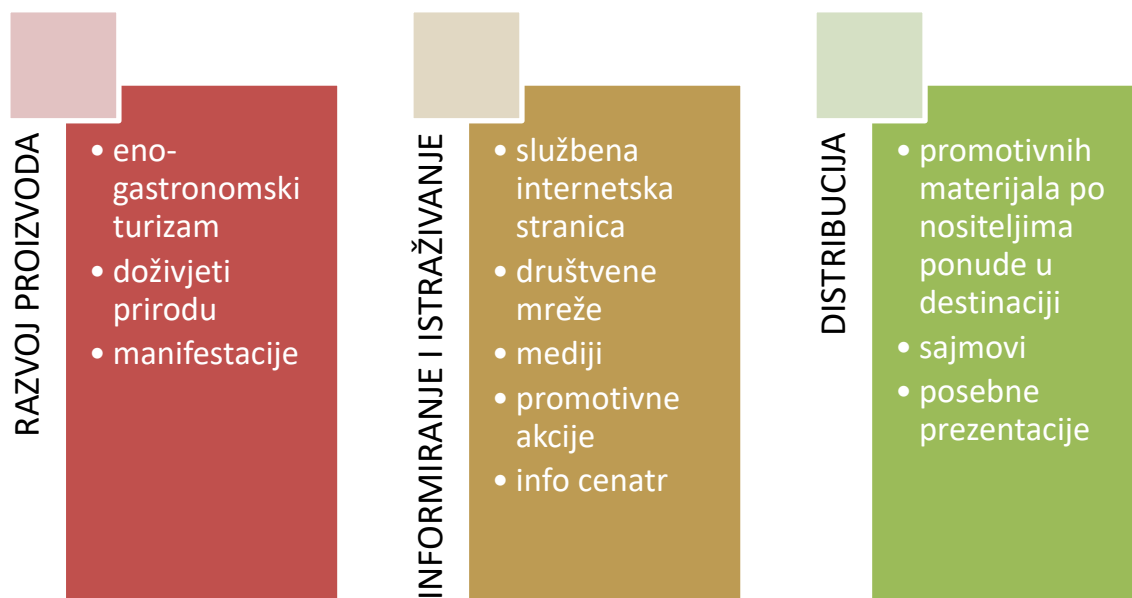 RAZVOJ PROIZVODA
• eno-
gastronomski
turizam
• doživjeti
prirodu
• manifestacije
INFORMIRANJE I ISTRAŽIVANJE
• službena
internetska
stranica
• društvene
mreže
• mediji
• promotivne
akcije
• info cenatr
DISTRIBUCIJA
• promotivnih
materijala po
nositeljima
ponude u
destinaciji
• sajmovi
• posebne
prezentacije